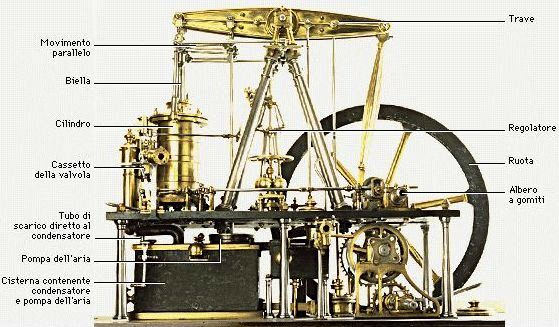 Movimento
parallelo
Biella
Cilindro
Cassetto
della valvola
Tubo di
scarico diretto al
condensatore
Pompa dell'aria
Cisterna contenente
condensatore
e pompa dell'aria
Trave
Regolatore
Ruota
Albero
a gomiti